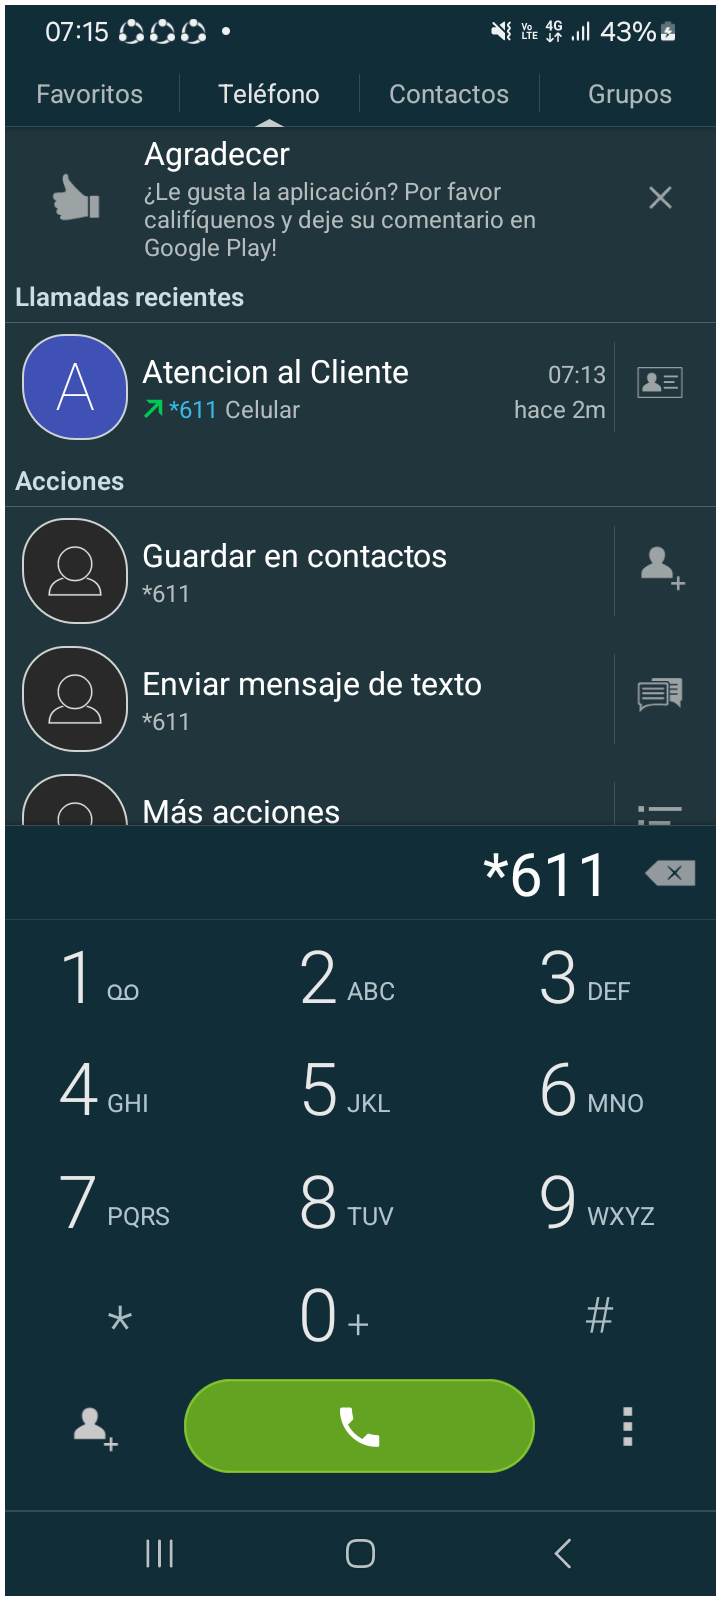 07:15 Vo LTE 4G 43%
Favoritos Teléfono Contactos Grupos
Agradecer
¿Le gusta la aplicación? Por favor
califíquenos y deje su comentario en
Google Play!
Llamadas recientes
A Atencion al Cliente 07:13
*611 Celular hace 2m
Acciones
Guardar en contactos
*611
Enviar mensaje de texto
*611
Más acciones
*611
1 2 ABC 3 DEF
4 GHI 5 JKL 6 MNO
7 PQRS 8 TUV 9 WXYZ
* 0 + #